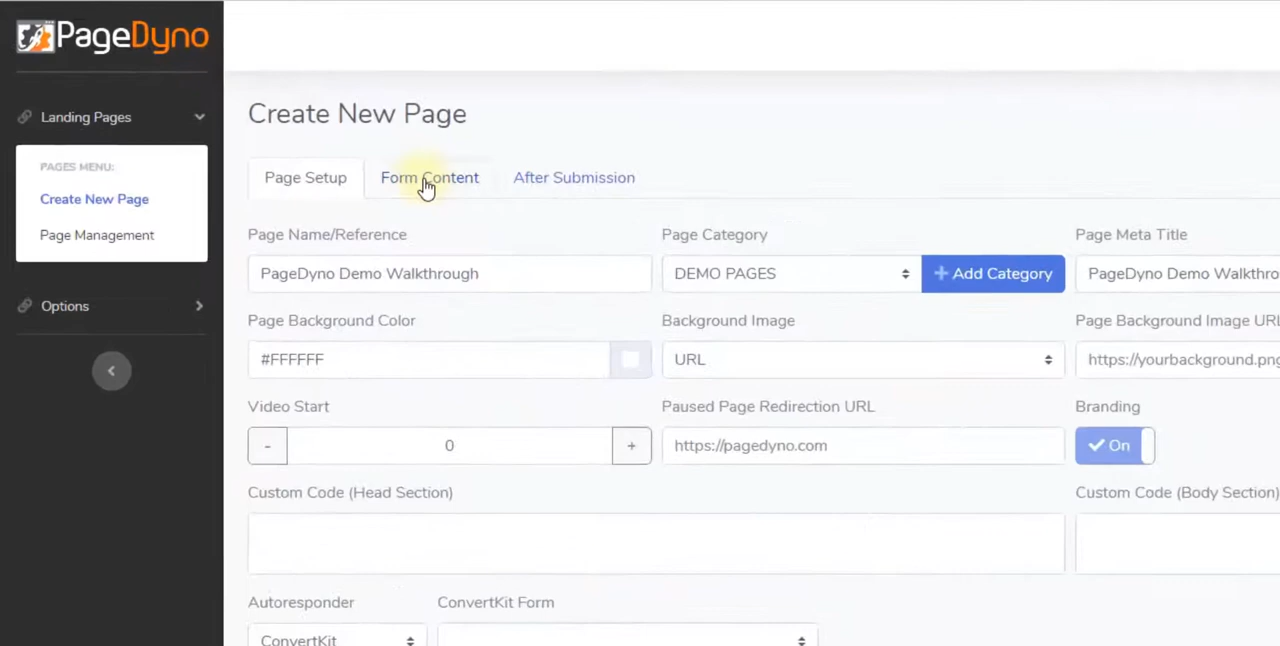 PageDyno
Landing Pages
PAGES MENU:
Create New Page
Page Management
Options
Create New Page
Page Setup
Form Content
After Submission
Page Name/Reference
Page Category
Page Meta Title
PageDyno Demo Walkthrough
DEMO PAGES
+ Add Category
PageDyno Demo Walkthro
Page Background Color
Background Image
Page Background Image URL
#FFFFFF
URL
https://yourbackground.png
Video Start
Paused Page Redirection URL
Branding
- 0 +
https://pagedyno.com
On
Custom Code (Head Section)
Custom Code (Body Section)
Autoresponder
ConvertKit Form
ConvertKit